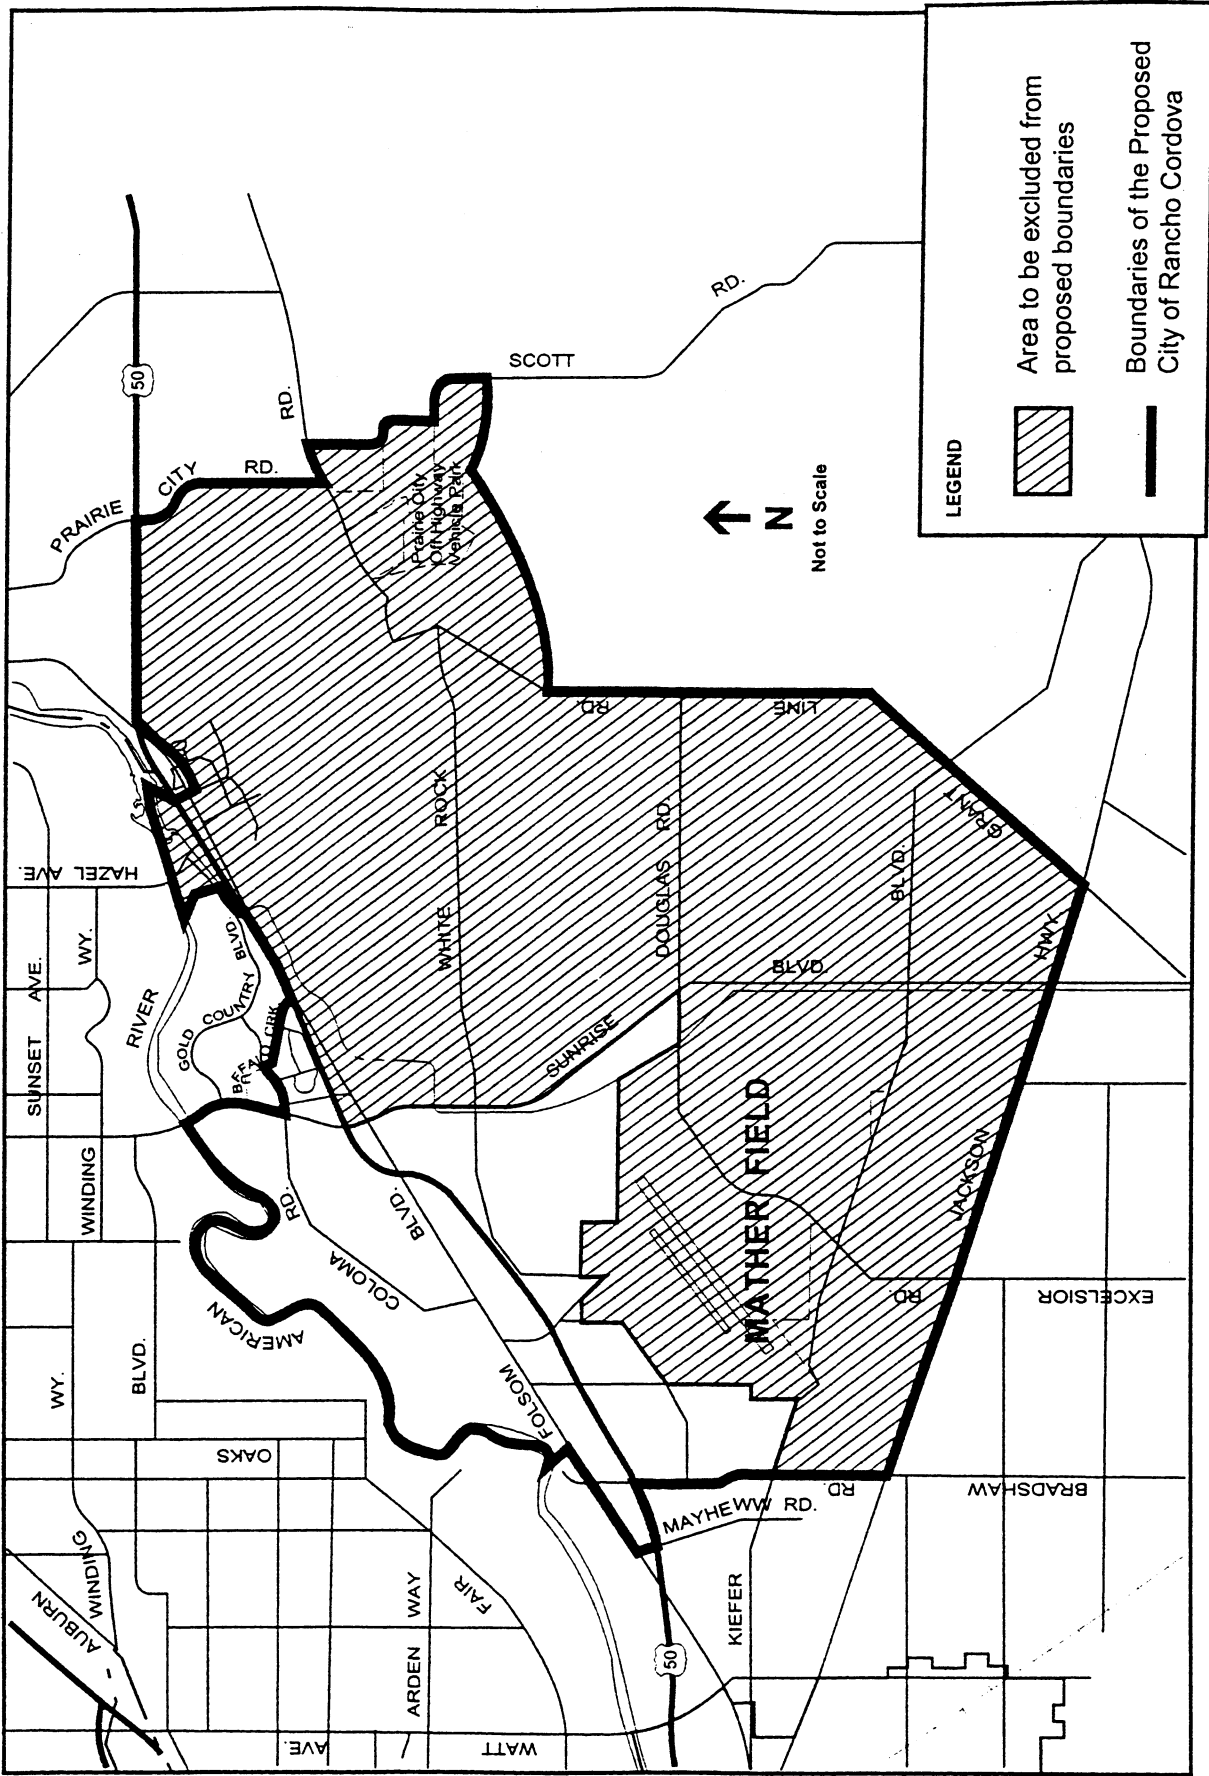 PRAIRIE
CITY
RD.
50
RD.
SCOTT
RD.
Prairie City
Off-Highway
Vehicle Park
N
Not to Scale
HAZEL AVE.
SUNSET AVE.
WY.
RIVER
GOLD
COUNTRY
BLVD.
BUFFALO CRK.
WHITE
ROCK
RD.
DOUGLAS
RD.
LINE
GRANT
BLVD.
BLVD.
HWY.
SUNRISE
WINDING
RD.
BLVD.
COLOMA
AMERICAN
MATHER FIELD
JACKSON
RD.
EXCELSIOR
WY.
BLVD.
OAKS
FOLSOM
RD.
BRADSHAW
MAYHEWW RD.
WINDING
AUBURN
ARDEN WAY
FAIR
KIEFER
50
WATT
AVE.
LEGEND
Area to be excluded from
proposed boundaries
Boundaries of the Proposed
City of Rancho Cordova